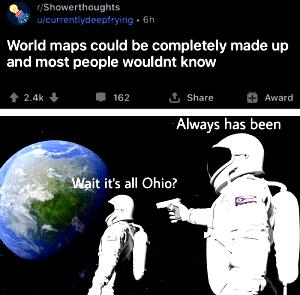 r/Showerthoughts
u/currentlydeepfrying • 6h
World maps could be completely made up
and most people wouldnt know
2.4k 162 Share Award
Always has been
Wait it's all Ohio?